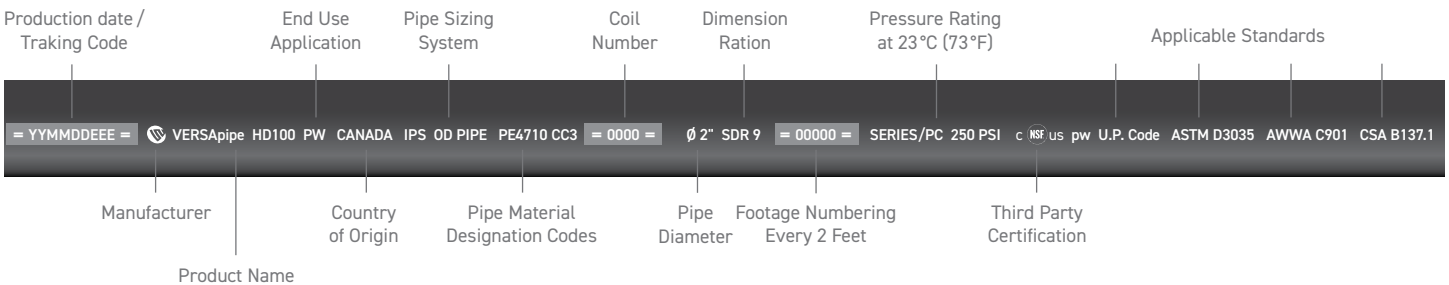 Production date / Traking Code
End Use Application
Pipe Sizing System
Coil Number
Dimension Ration
Pressure Rating at 23°C (73°F)
Applicable Standards
= YYMMDDEEE = VERSApipe HD100 PW CANADA IPS OD PIPE PE4710 CC3 = 0000 = Ø 2" SDR 9 = 00000 = SERIES/PC 250 PSI c NSF us pw U.P. Code ASTM D3035 AWWA C901 CSA B137.1
Manufacturer
Country of Origin
Pipe Material Designation Codes
Pipe Diameter
Footage Numbering Every 2 Feet
Third Party Certification
Product Name